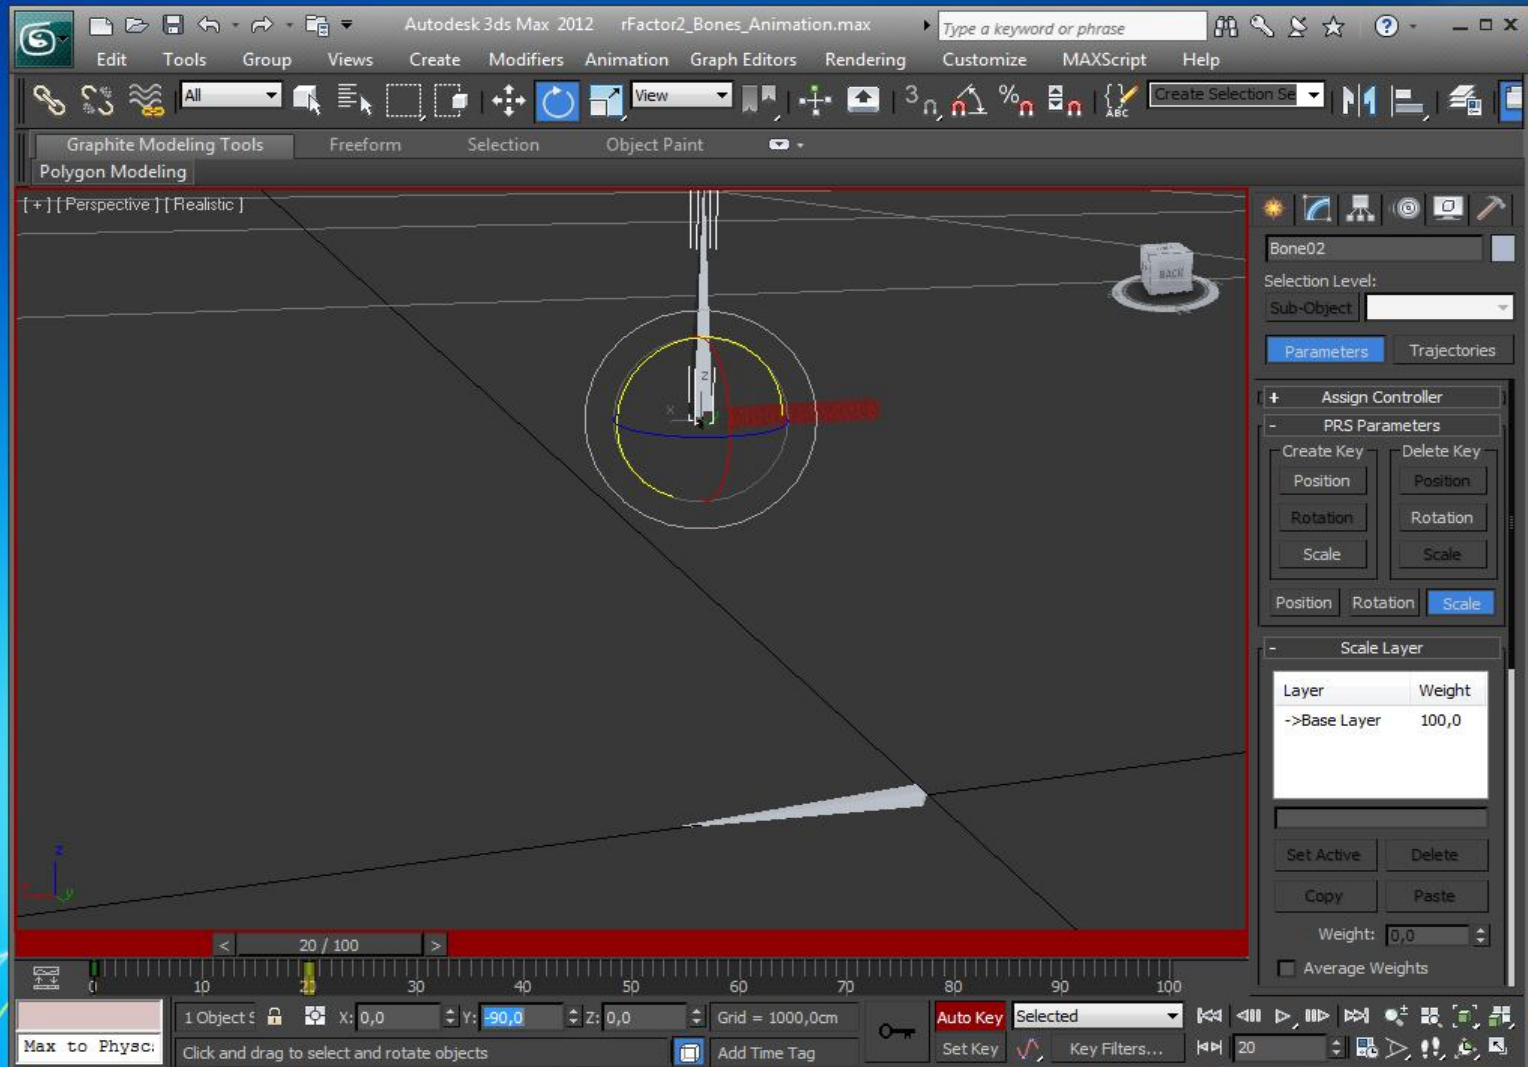 Autodesk 3ds Max 2012 rFactor2_Bones_Animation.max Type a keyword or phrase
Edit Tools Group Views Create Modifiers Animation Graph Editors Rendering Customize MAXScript Help
All View 3 ABC Create Selection Se
Graphite Modeling Tools Freeform Selection Object Paint
Polygon Modeling
[ + ] [ Perspective ] [ Realistic ]
BACK
z
x
z
y
Bone02
Selection Level:
Sub-Object
Parameters Trajectories
+ Assign Controller
- PRS Parameters
Create Key Delete Key
Position Position
Rotation Rotation
Scale Scale
Position Rotation Scale
- Scale Layer
Layer Weight
->Base Layer 100,0
Set Active Delete
Copy Paste
Weight: 0,0
Average Weights
< 20 / 100 >
0 10 20 30 40 50 60 70 80 90 100
1 Object S X: 0,0 Y: -90,0 Z: 0,0 Grid = 1000,0cm Auto Key Selected
Max to Physc: Click and drag to select and rotate objects Add Time Tag Set Key Key Filters... 20